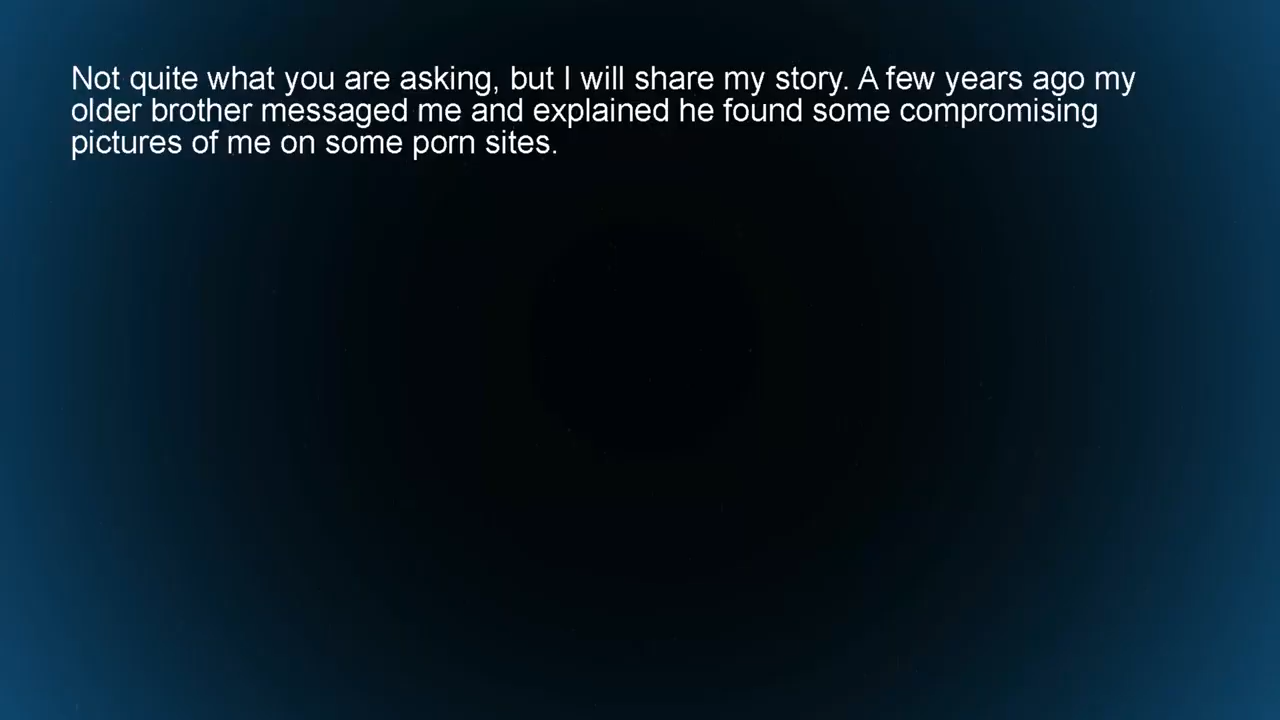 Not quite what you are asking, but I will share my story. A few years ago my
older brother messaged me and explained he found some compromising
pictures of me on some porn sites.